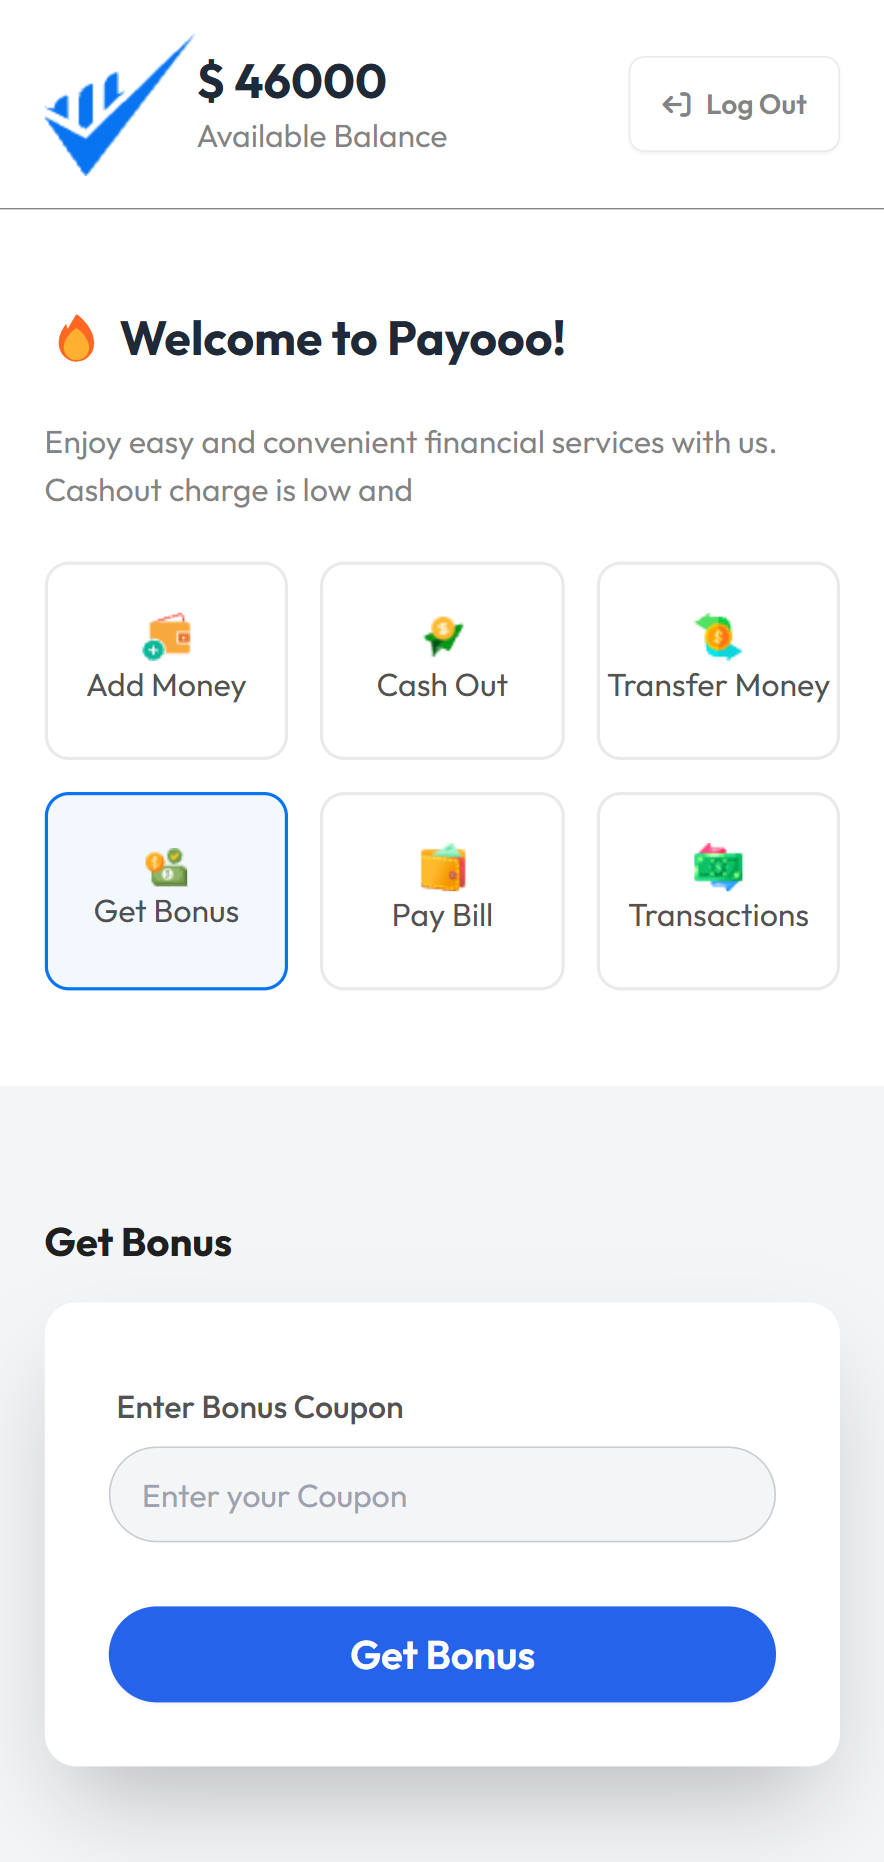 $ 46000
Available Balance
Log Out
Welcome to Payooo!
Enjoy easy and convenient financial services with us.
Cashout charge is low and
Add Money
Cash Out
Transfer Money
Get Bonus
Pay Bill
Transactions
Get Bonus
Enter Bonus Coupon
Enter your Coupon
Get Bonus